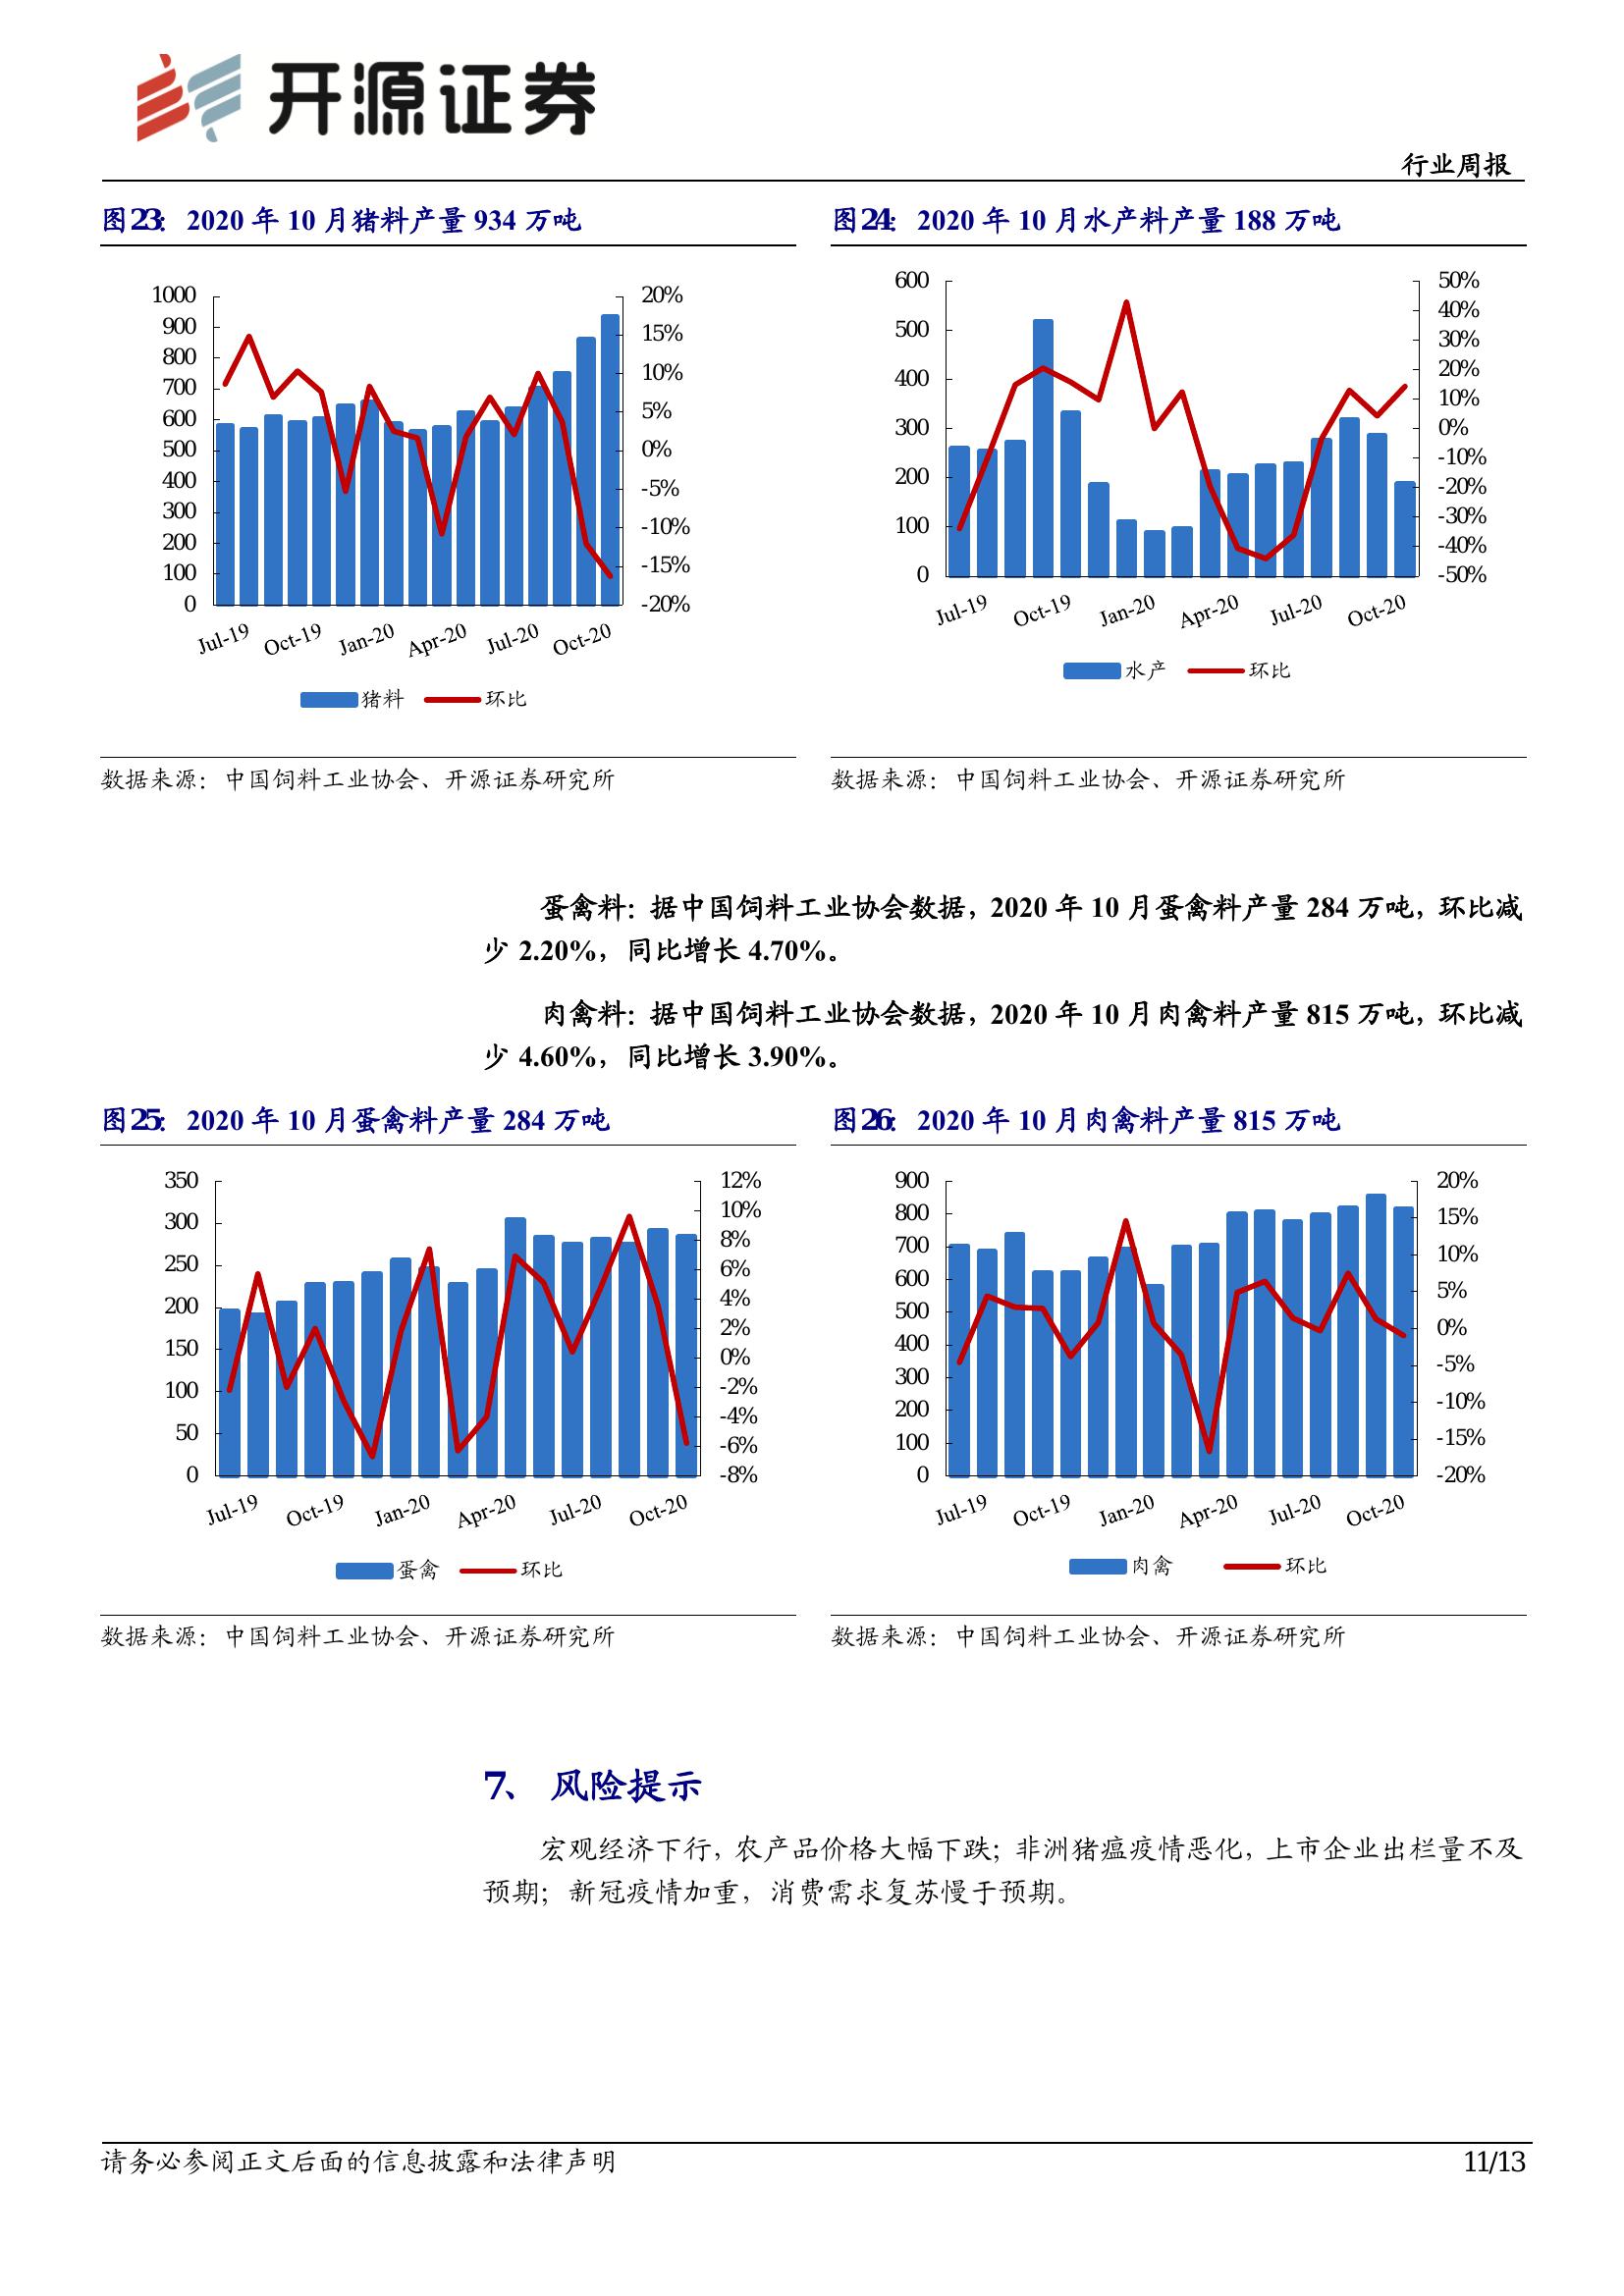 开源证券
行业周报
图23： 2020 年 10 月猪料产量 934 万吨
1000
900
800
700
600
500
400
300
200
100
0
20%
15%
10%
5%
0%
-5%
-10%
-15%
-20%
Jul-19 Oct-19 Jan-20 Apr-20 Jul-20 Oct-20
猪料 环比
数据来源：中国饲料工业协会、开源证券研究所
图24： 2020 年 10 月水产料产量 188 万吨
600
500
400
300
200
100
0
50%
40%
30%
20%
10%
0%
-10%
-20%
-30%
-40%
-50%
Jul-19 Oct-19 Jan-20 Apr-20 Jul-20 Oct-20
水产 环比
数据来源：中国饲料工业协会、开源证券研究所
蛋禽料：据中国饲料工业协会数据，2020 年 10 月蛋禽料产量 284 万吨，环比减
少 2.20%，同比增长 4.70%。
肉禽料：据中国饲料工业协会数据，2020 年 10 月肉禽料产量 815 万吨，环比减
少 4.60%，同比增长 3.90%。
图25： 2020 年 10 月蛋禽料产量 284 万吨
350
300
250
200
150
100
50
0
12%
10%
8%
6%
4%
2%
0%
-2%
-4%
-6%
-8%
Jul-19 Oct-19 Jan-20 Apr-20 Jul-20 Oct-20
蛋禽 环比
数据来源：中国饲料工业协会、开源证券研究所
图26： 2020 年 10 月肉禽料产量 815 万吨
900
800
700
600
500
400
300
200
100
0
20%
15%
10%
5%
0%
-5%
-10%
-15%
-20%
Jul-19 Oct-19 Jan-20 Apr-20 Jul-20 Oct-20
肉禽 环比
数据来源：中国饲料工业协会、开源证券研究所
7、 风险提示
宏观经济下行，农产品价格大幅下跌；非洲猪瘟疫情恶化，上市企业出栏量不及
预期；新冠疫情加重，消费需求复苏慢于预期。
请务必参阅正文后面的信息披露和法律声明
11/13